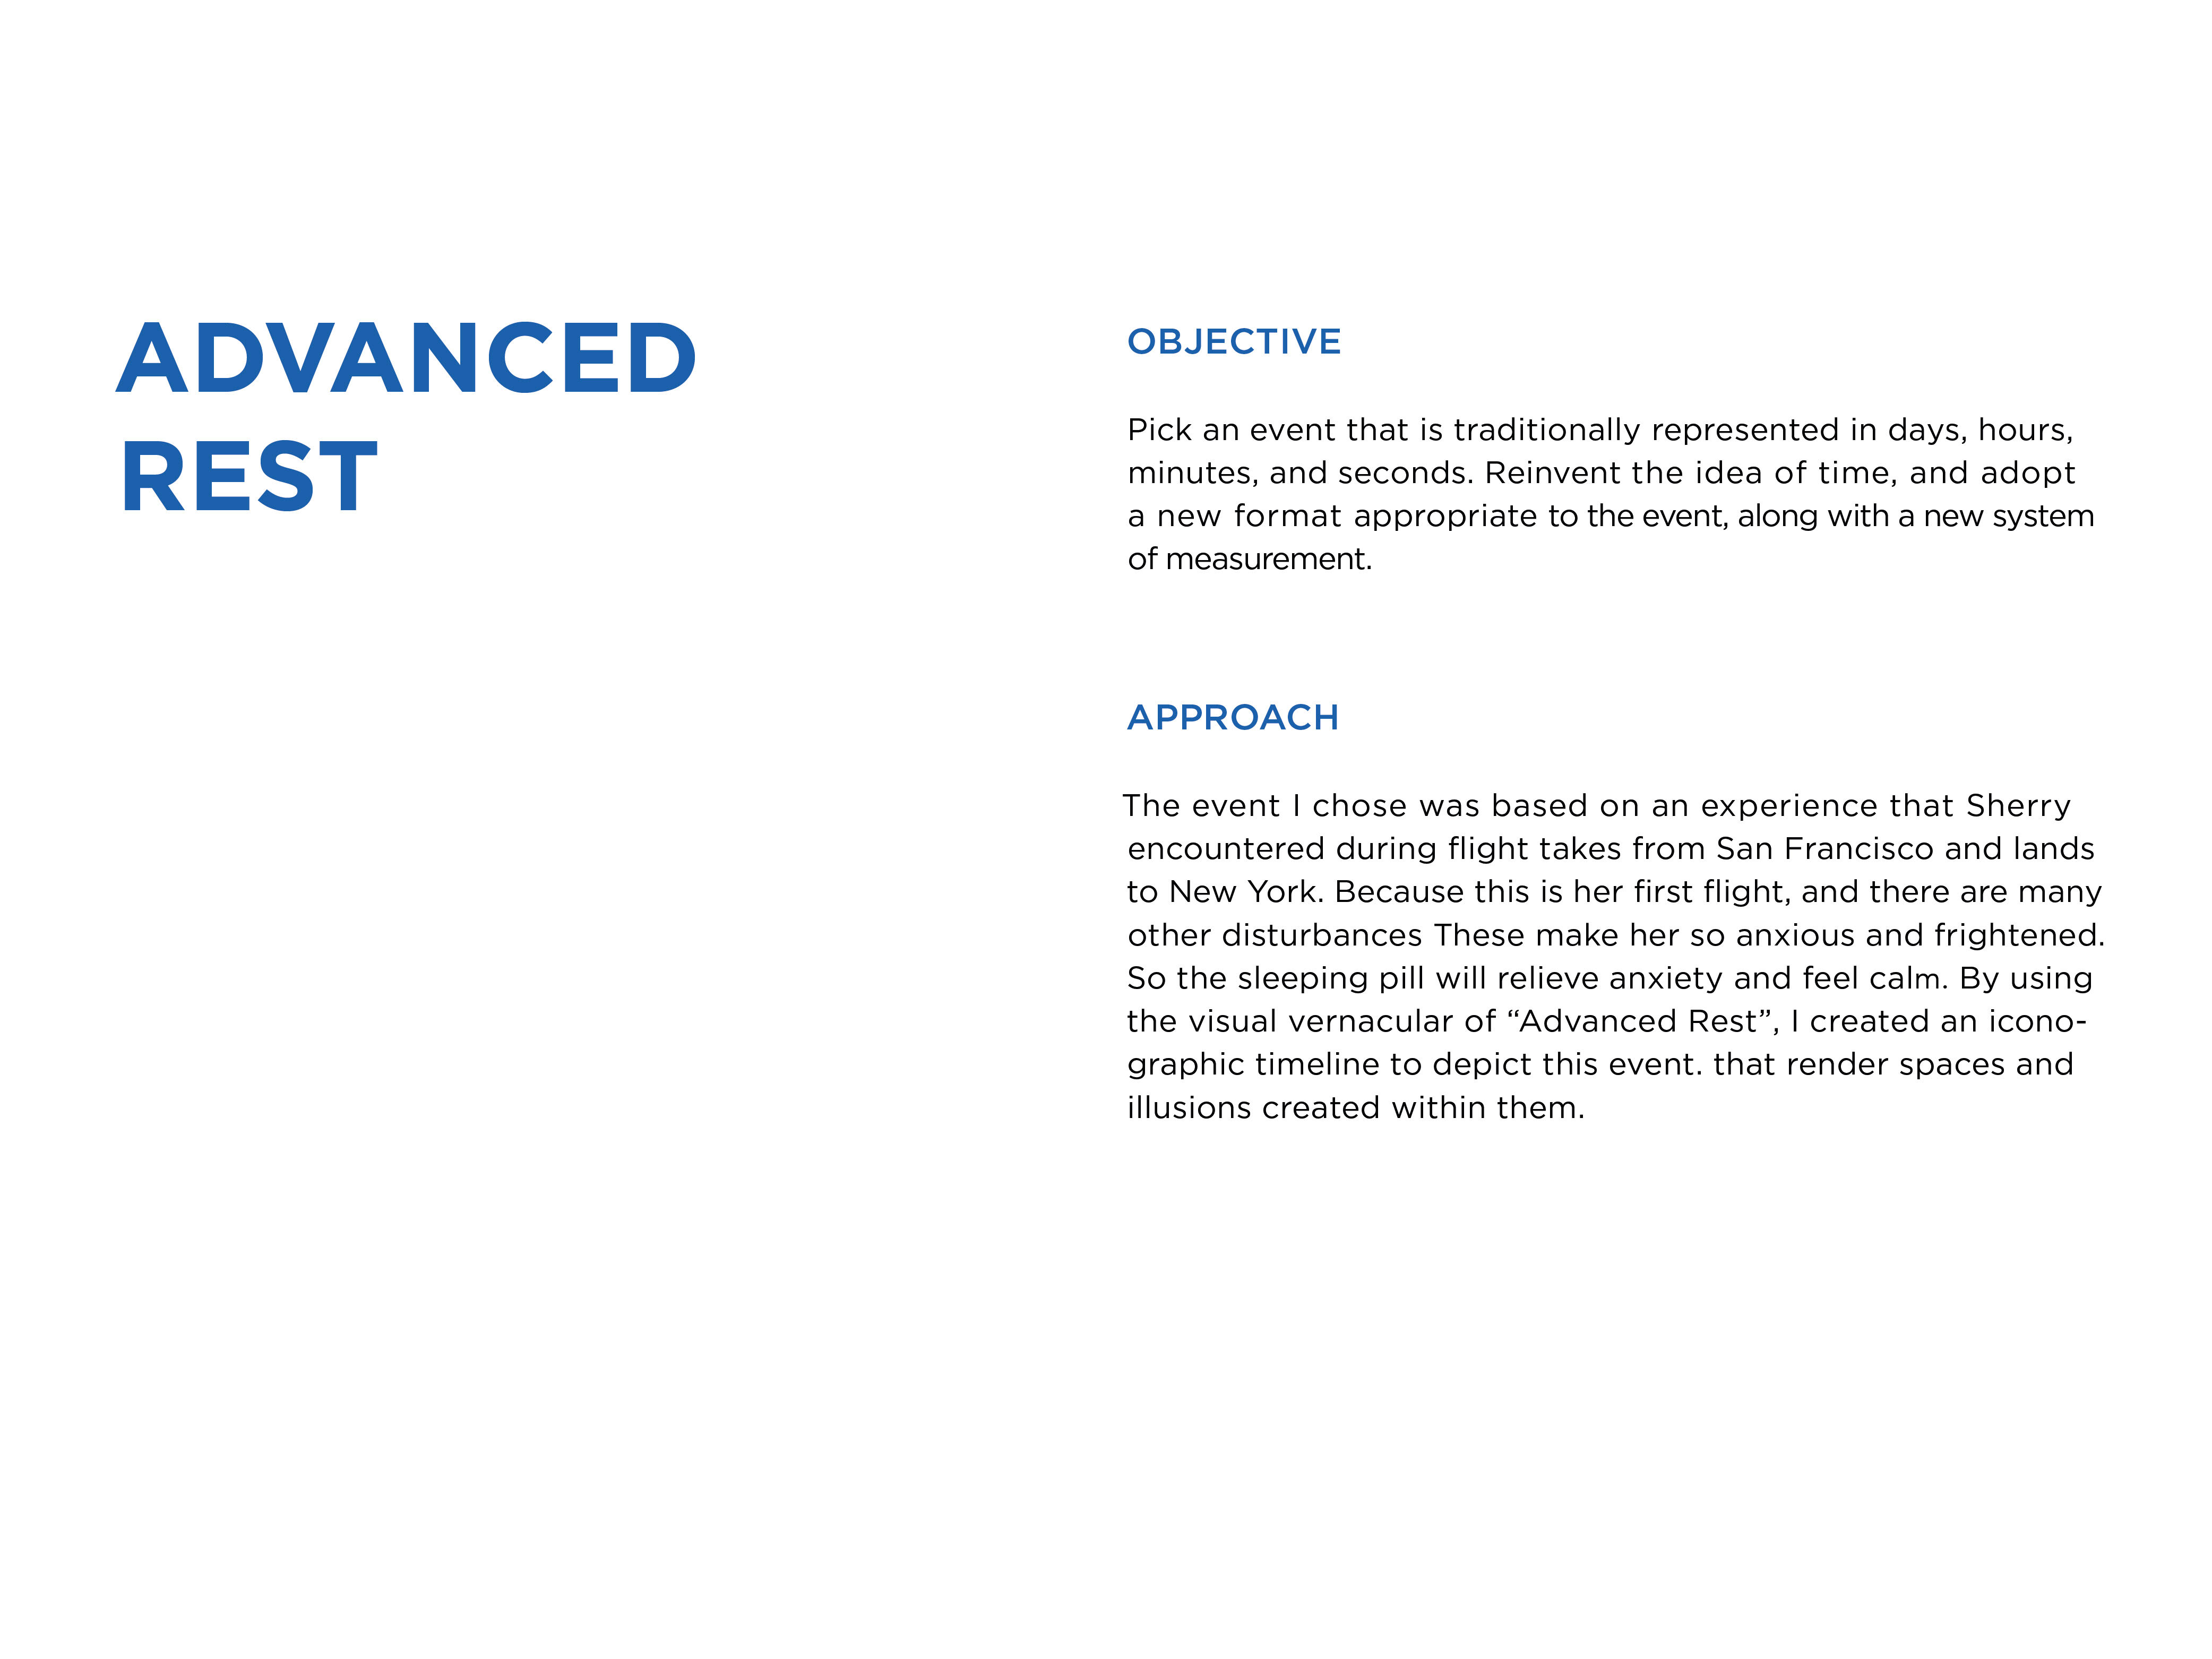 ADVANCED
REST
OBJECTIVE
Pick an event that is traditionally represented in days, hours,
minutes, and seconds. Reinvent the idea of time, and adopt
a new format appropriate to the event, along with a new system
of measurement.
APPROACH
The event I chose was based on an experience that Sherry
encountered during flight takes from San Francisco and lands
to New York. Because this is her first flight, and there are many
other disturbances These make her so anxious and frightened.
So the sleeping pill will relieve anxiety and feel calm. By using
the visual vernacular of “Advanced Rest”, I created an icono-
graphic timeline to depict this event. that render spaces and
illusions created within them.